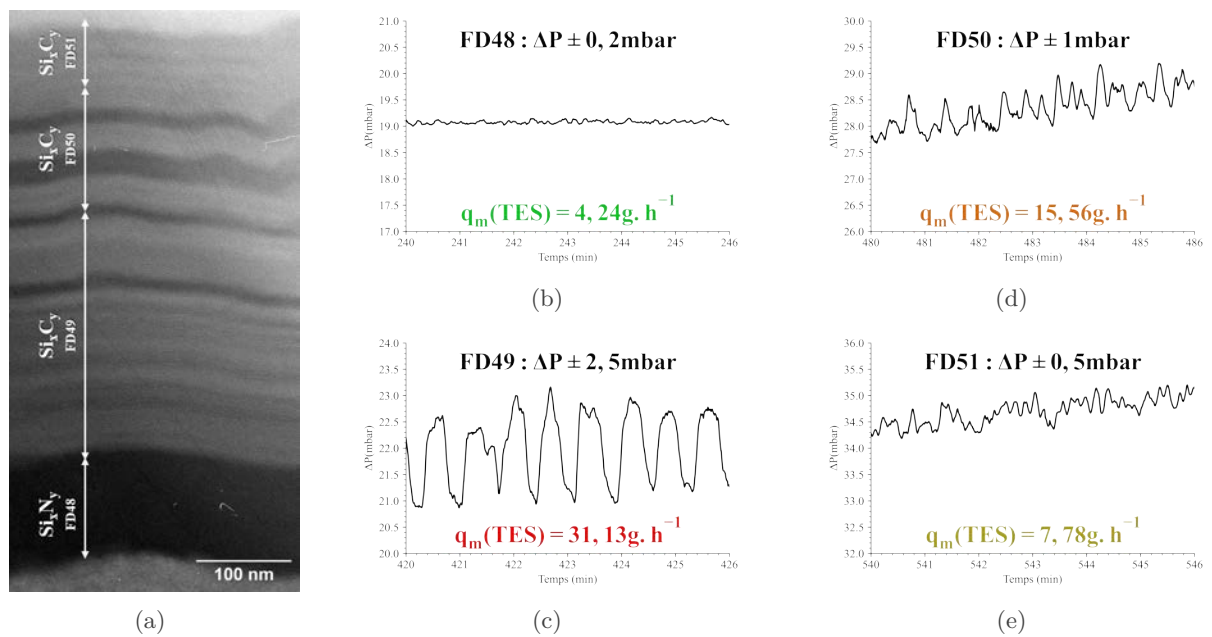 Si_xC_y
FD51
Si_xC_y
FD50
Si_xC_y
FD49
Si_xN_y
FD48
100 nm
(a)
FD48 : ΔP ± 0, 2mbar
21.0
20.5
20.0
19.5
19.0
18.5
18.0
17.5
17.0
ΔP(mbar)
q_m(TES) = 4, 24g. h^−1
240 241 242 243 244 245 246
Temps (min)
(b)
FD50 : ΔP ± 1mbar
30.0
29.5
29.0
28.5
28.0
27.5
27.0
26.5
26.0
ΔP(mbar)
q_m(TES) = 15, 56g. h^−1
480 481 482 483 484 485 486
Temps (min)
(d)
FD49 : ΔP ± 2, 5mbar
24.0
23.5
23.0
22.5
22.0
21.5
21.0
20.5
20.0
ΔP(mbar)
q_m(TES) = 31, 13g. h^−1
420 421 422 423 424 425 426
Temps (min)
(c)
FD51 : ΔP ± 0, 5mbar
36.0
35.5
35.0
34.5
34.0
33.5
33.0
32.5
32.0
ΔP(mbar)
q_m(TES) = 7, 78g. h^−1
540 541 542 543 544 545 546
Temps (min)
(e)